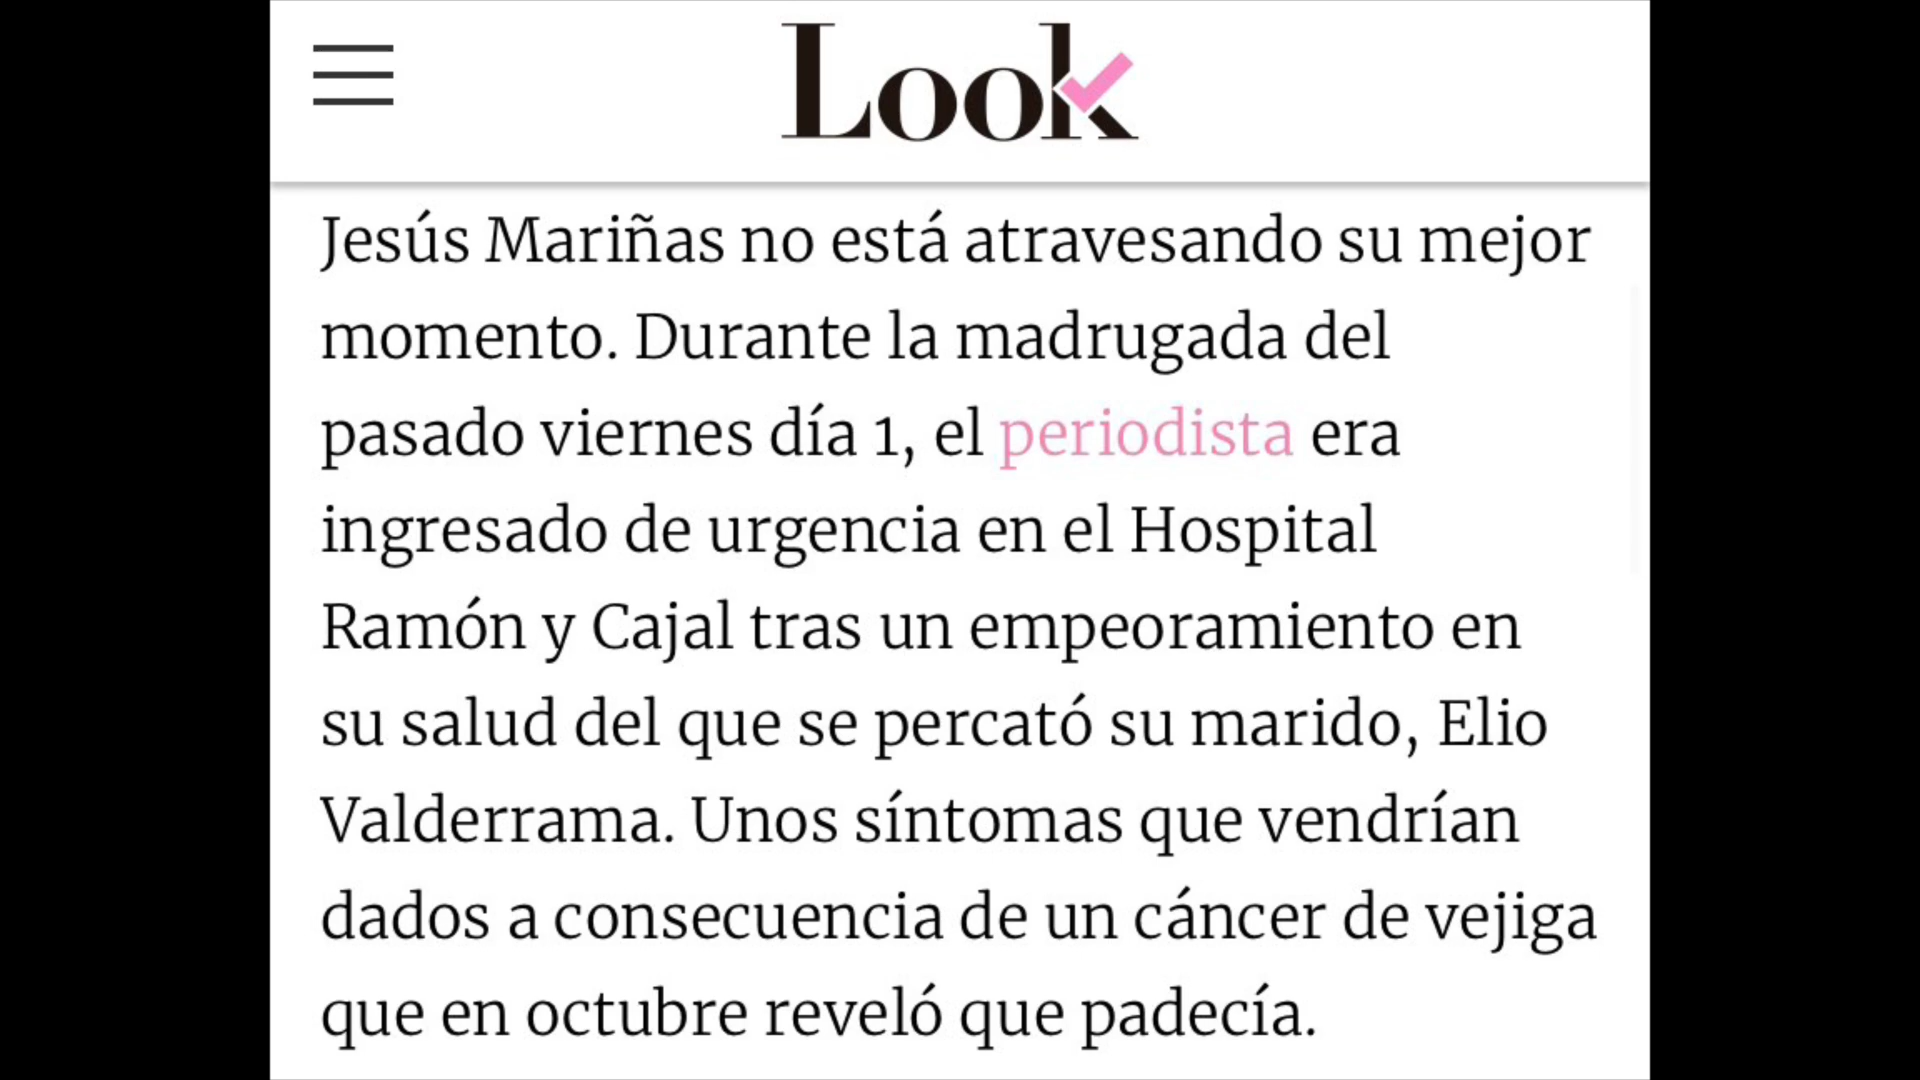 Look
Jesús Mariñas no está atravesando su mejor
momento. Durante la madrugada del
pasado viernes día 1, el periodista era
ingresado de urgencia en el Hospital
Ramón y Cajal tras un empeoramiento en
su salud del que se percató su marido, Elio
Valderrama. Unos síntomas que vendrían
dados a consecuencia de un cáncer de vejiga
que en octubre reveló que padecía.